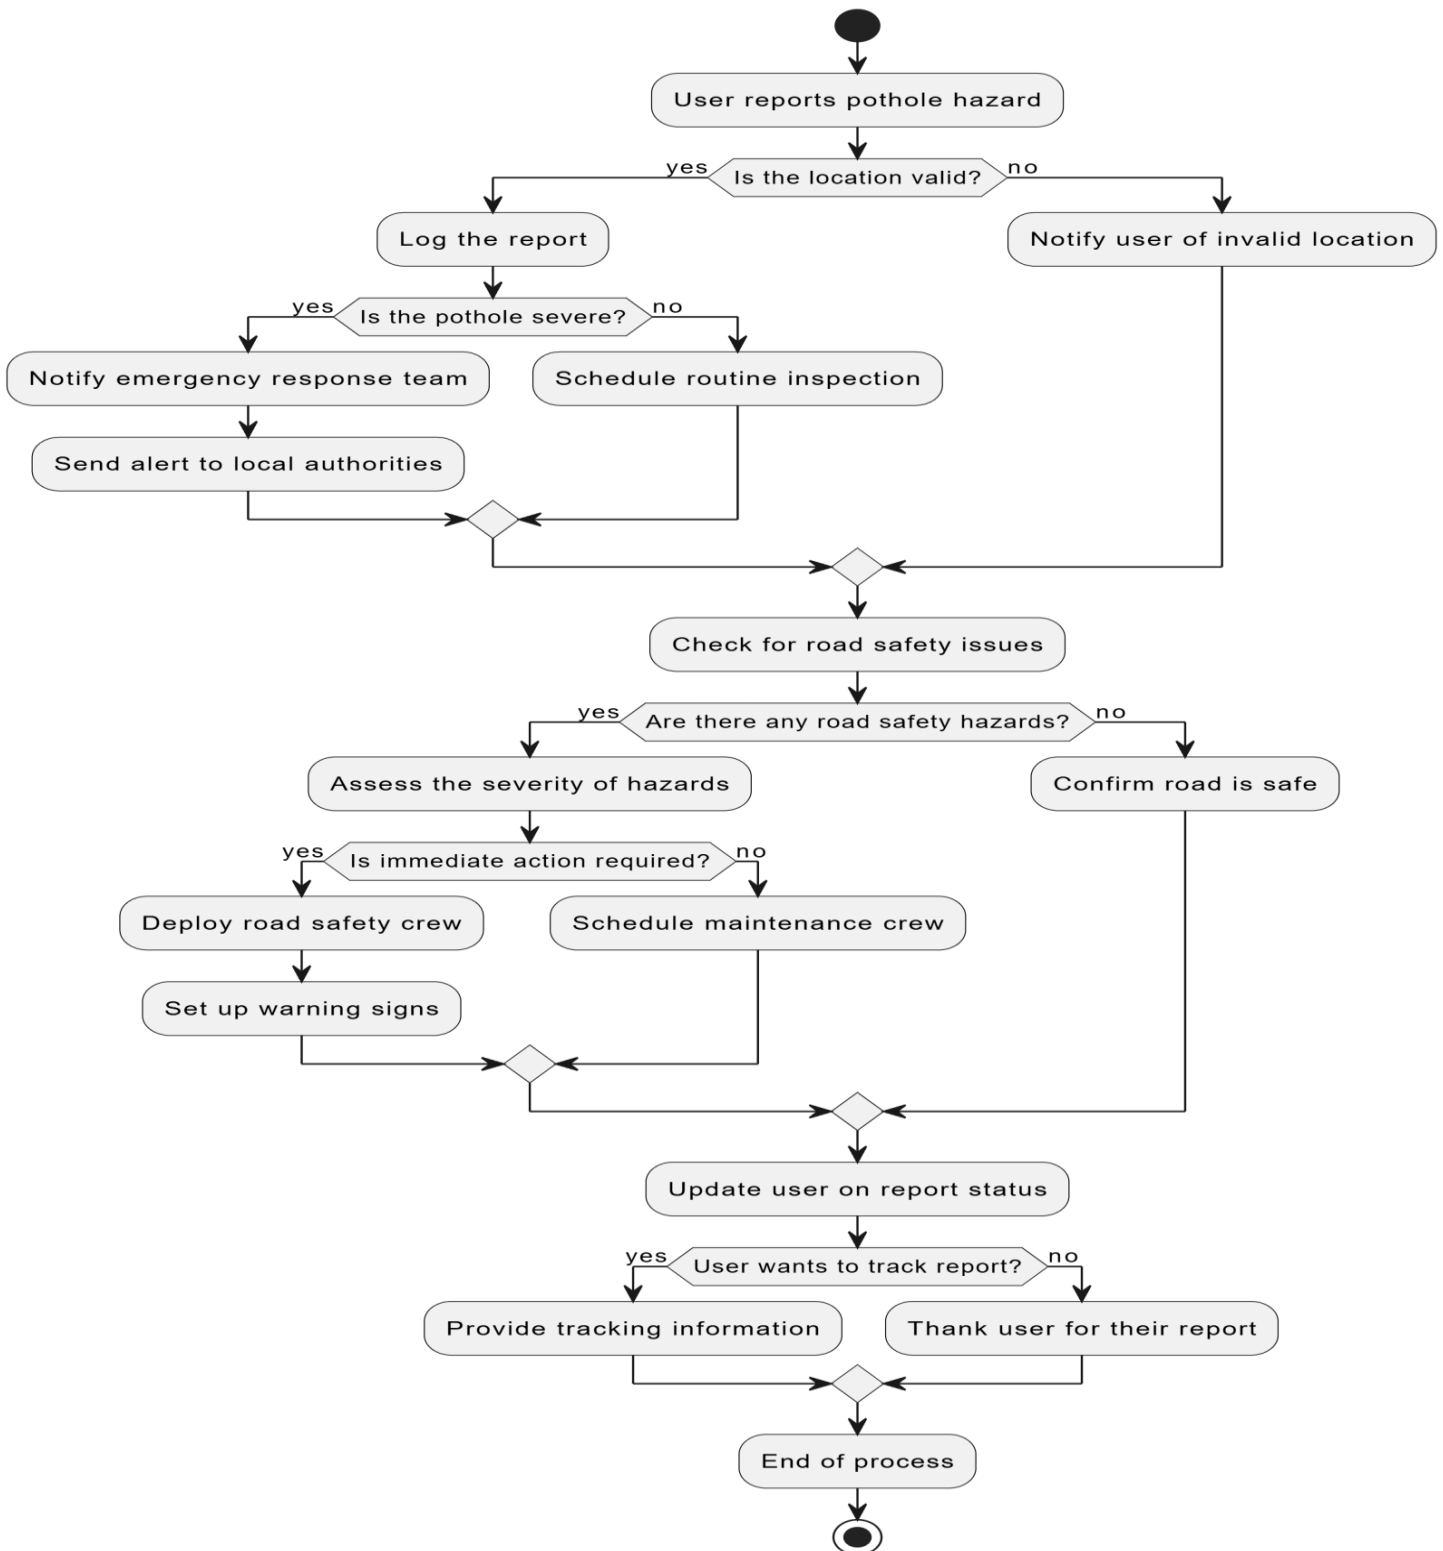 User reports pothole hazard
yes
Is the location valid?
no
Log the report
Notify user of invalid location
yes
Is the pothole severe?
no
Notify emergency response team
Schedule routine inspection
Send alert to local authorities
Check for road safety issues
yes
Are there any road safety hazards?
no
Assess the severity of hazards
Confirm road is safe
yes
Is immediate action required?
no
Deploy road safety crew
Schedule maintenance crew
Set up warning signs
Update user on report status
yes
User wants to track report?
no
Provide tracking information
Thank user for their report
End of process